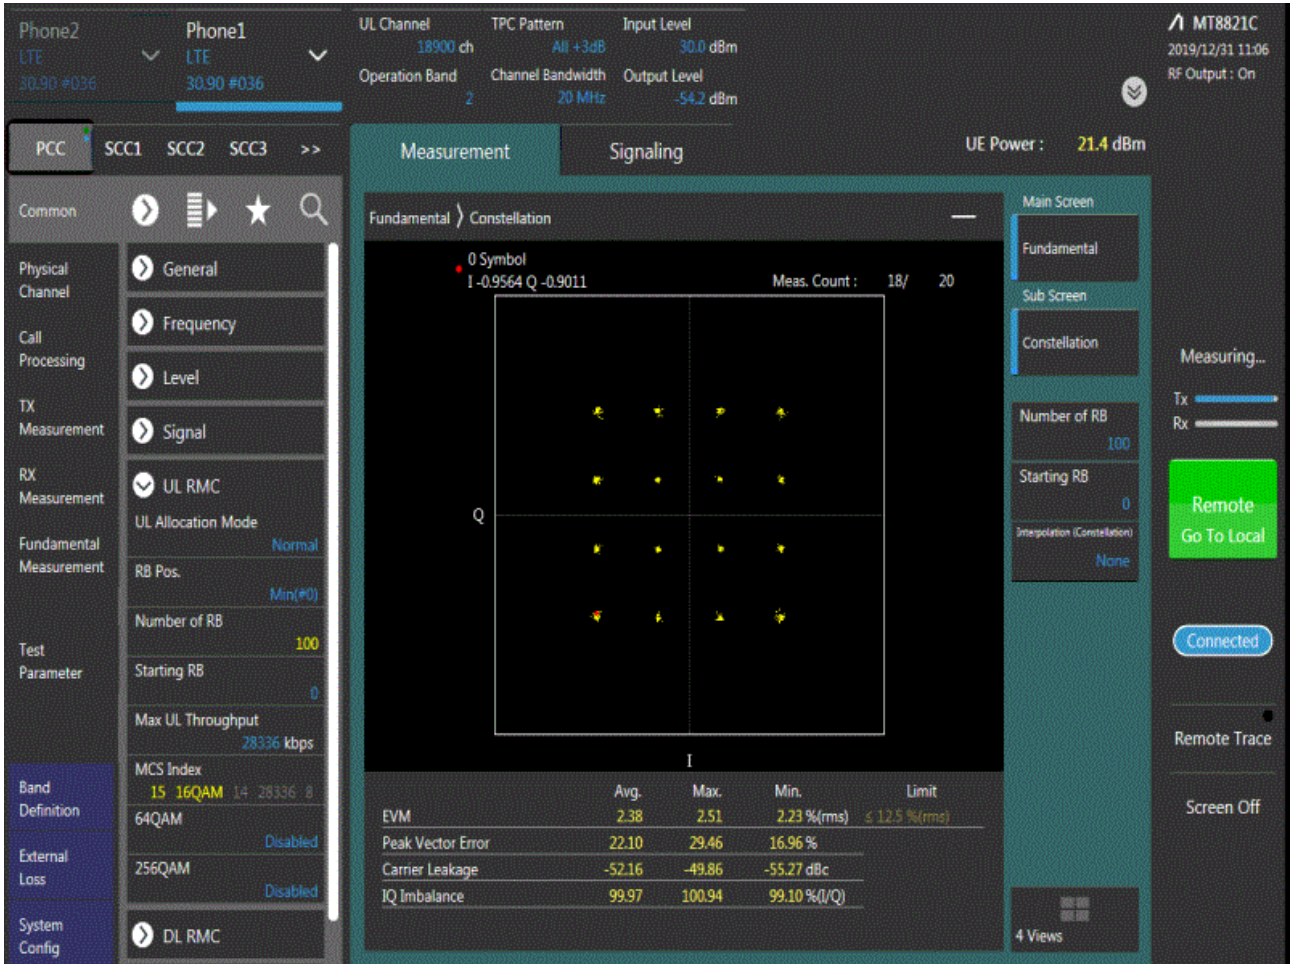 Phone2
LTE
30.90 #036
Phone1
LTE
30.90 #036
UL Channel
18900 ch
Operation Band
2
TPC Pattern
All +3dB
Channel Bandwidth
20 MHz
Input Level
30.0 dBm
Output Level
-54.2 dBm
MT8821C
2019/12/31 11:06
RF Output : On
PCC SCC1 SCC2 SCC3 >>
Measurement
Signaling
UE Power : 21.4 dBm
Common
Physical
Channel
Call
Processing
TX
Measurement
RX
Measurement
Fundamental
Measurement
Test
Parameter
Band
Definition
External
Loss
System
Config
General
Frequency
Level
Signal
UL RMC
UL Allocation Mode
Normal
RB Pos.
Min(#0)
Number of RB
100
Starting RB
0
Max UL Throughput
28336 kbps
MCS Index
15 16QAM 14 28336 8
64QAM
Disabled
256QAM
Disabled
DL RMC
Fundamental 〉 Constellation
0 Symbol
I -0.9564 Q -0.9011
Meas. Count : 18/ 20
Q
I
Avg. Max. Min. Limit
EVM 2.38 2.51 2.23 %(rms) ≤ 12.5 %(rms)
Peak Vector Error 22.10 29.46 16.96 %
Carrier Leakage -52.16 -49.86 -55.27 dBc
IQ Imbalance 99.97 100.94 99.10 %(I/Q)
Main Screen
Fundamental
Sub Screen
Constellation
Number of RB
100
Starting RB
0
Interpolation (Constellation)
None
4 Views
Measuring...
Tx
Rx
Remote
Go To Local
Connected
Remote Trace
Screen Off